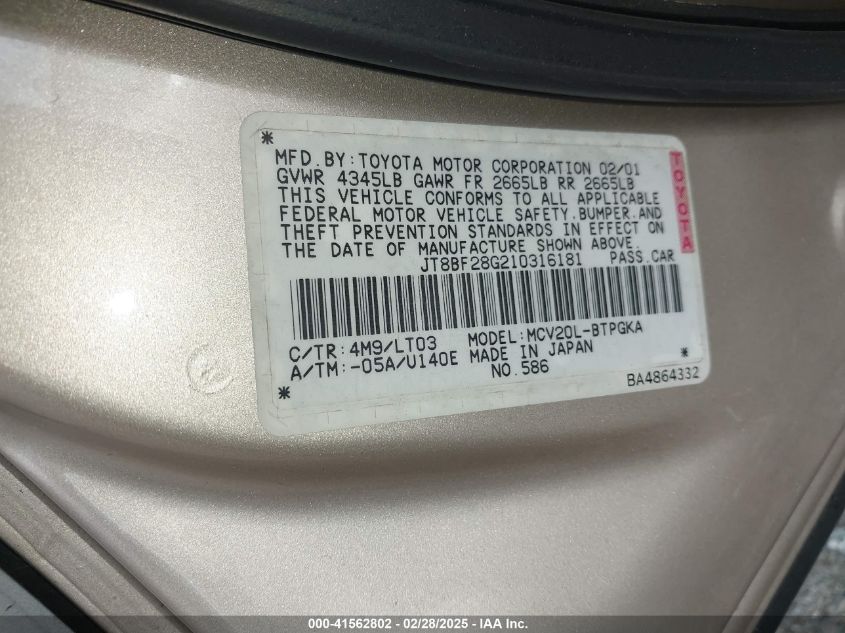 *
MFD. BY: TOYOTA MOTOR CORPORATION 02/01
GVWR 4345LB GAWR FR 2665LB RR 2665LB
THIS VEHICLE CONFORMS TO ALL APPLICABLE
FEDERAL MOTOR VEHICLE SAFETY. BUMPER. AND
THEFT PREVENTION STANDARDS IN EFFECT ON
THE DATE OF MANUFACTURE SHOWN ABOVE.
TOYOTA
JT8BF28G210316181 PASS. CAR
C/TR: 4M9/LT03 MODEL: MCV20L-BTPGKA
A/TM: -05A/U140E MADE IN JAPAN *
* NO. 586 BA4864332
000-41562802 - 02/28/2025 - IAA Inc.